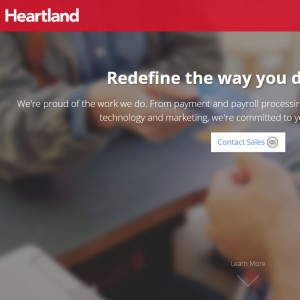 Heartland
Redefine the way you d
We're proud of the work we do. From payment and payroll processin
technology and marketing, we're committed to y
Contact Sales
Learn More